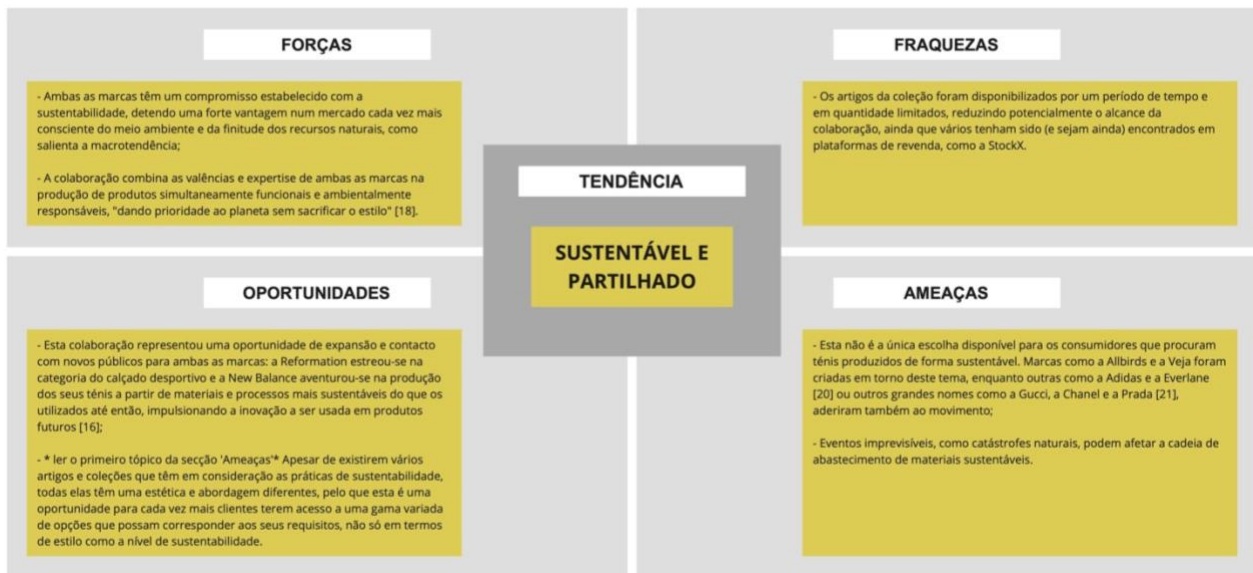 FORÇAS
- Ambas as marcas têm um compromisso estabelecido com a
sustentabilidade, detendo uma forte vantagem num mercado cada vez mais
consciente do meio ambiente e da finitude dos recursos naturais, como
salienta a macrotendência;
- A colaboração combina as valências e expertise de ambas as marcas na
produção de produtos simultaneamente funcionais e ambientalmente
responsáveis, "dando prioridade ao planeta sem sacrificar o estilo" [18].
FRAQUEZAS
- Os artigos da coleção foram disponibilizados por um período de tempo e
em quantidade limitados, reduzindo potencialmente o alcance da
colaboração, ainda que vários tenham sido (e sejam ainda) encontrados em
plataformas de revenda, como a StockX.
TENDÊNCIA
SUSTENTÁVEL E
PARTILHADO
OPORTUNIDADES
- Esta colaboração representou uma oportunidade de expansão e contacto
com novos públicos para ambas as marcas: a Reformation estreou-se na
categoria do calçado desportivo e a New Balance aventurou-se na produção
dos seus ténis a partir de materiais e processos mais sustentáveis do que os
utilizados até então, impulsionando a inovação a ser usada em produtos
futuros [16];
- * ler o primeiro tópico da secção 'Ameaças'* Apesar de existirem vários
artigos e coleções que têm em consideração as práticas de sustentabilidade,
todas elas têm uma estética e abordagem diferentes, pelo que esta é uma
oportunidade para cada vez mais clientes terem acesso a uma gama variada
de opções que possam corresponder aos seus requisitos, não só em termos
de estilo como a nível de sustentabilidade.
AMEAÇAS
- Esta não é a única escolha disponível para os consumidores que procuram
ténis produzidos de forma sustentável. Marcas como a Allbirds e a Veja foram
criadas em torno deste tema, enquanto outras como a Adidas e a Everlane
[20] ou outros grandes nomes como a Gucci, a Chanel e a Prada [21],
aderiram também ao movimento;
- Eventos imprevisíveis, como catástrofes naturais, podem afetar a cadeia de
abastecimento de materiais sustentáveis.